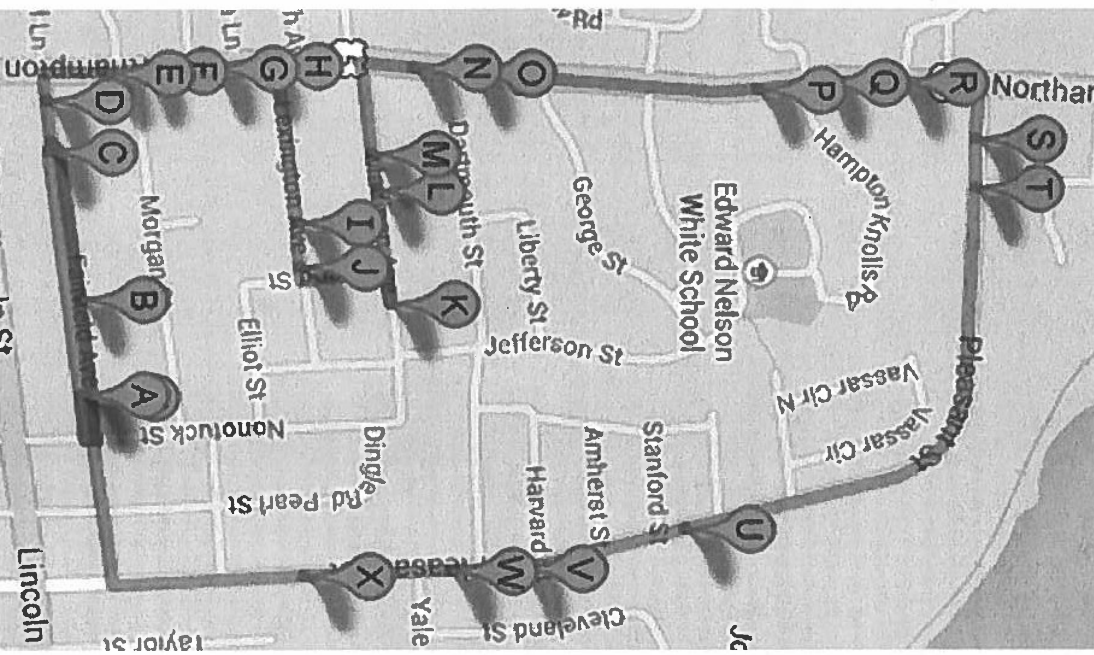 Rd
Northar
E
F
G
H
N
O
P
Q
R
D
C
M
L
S
T
Hampton Knolls
Dartmouth St
George St
Edward Nelson
White School
Morgan
I
J
St
Liberty St
B
K
Elliot St
Jefferson St
Pleasant St
Vassar Cir N
Vassar Cir
A
Nonotuck St
Dingle Rd
Pearl St
Harvard
Amherst S
Stanford St
U
V
W
X
Lincoln
Yale
Cleveland St
Taylor St